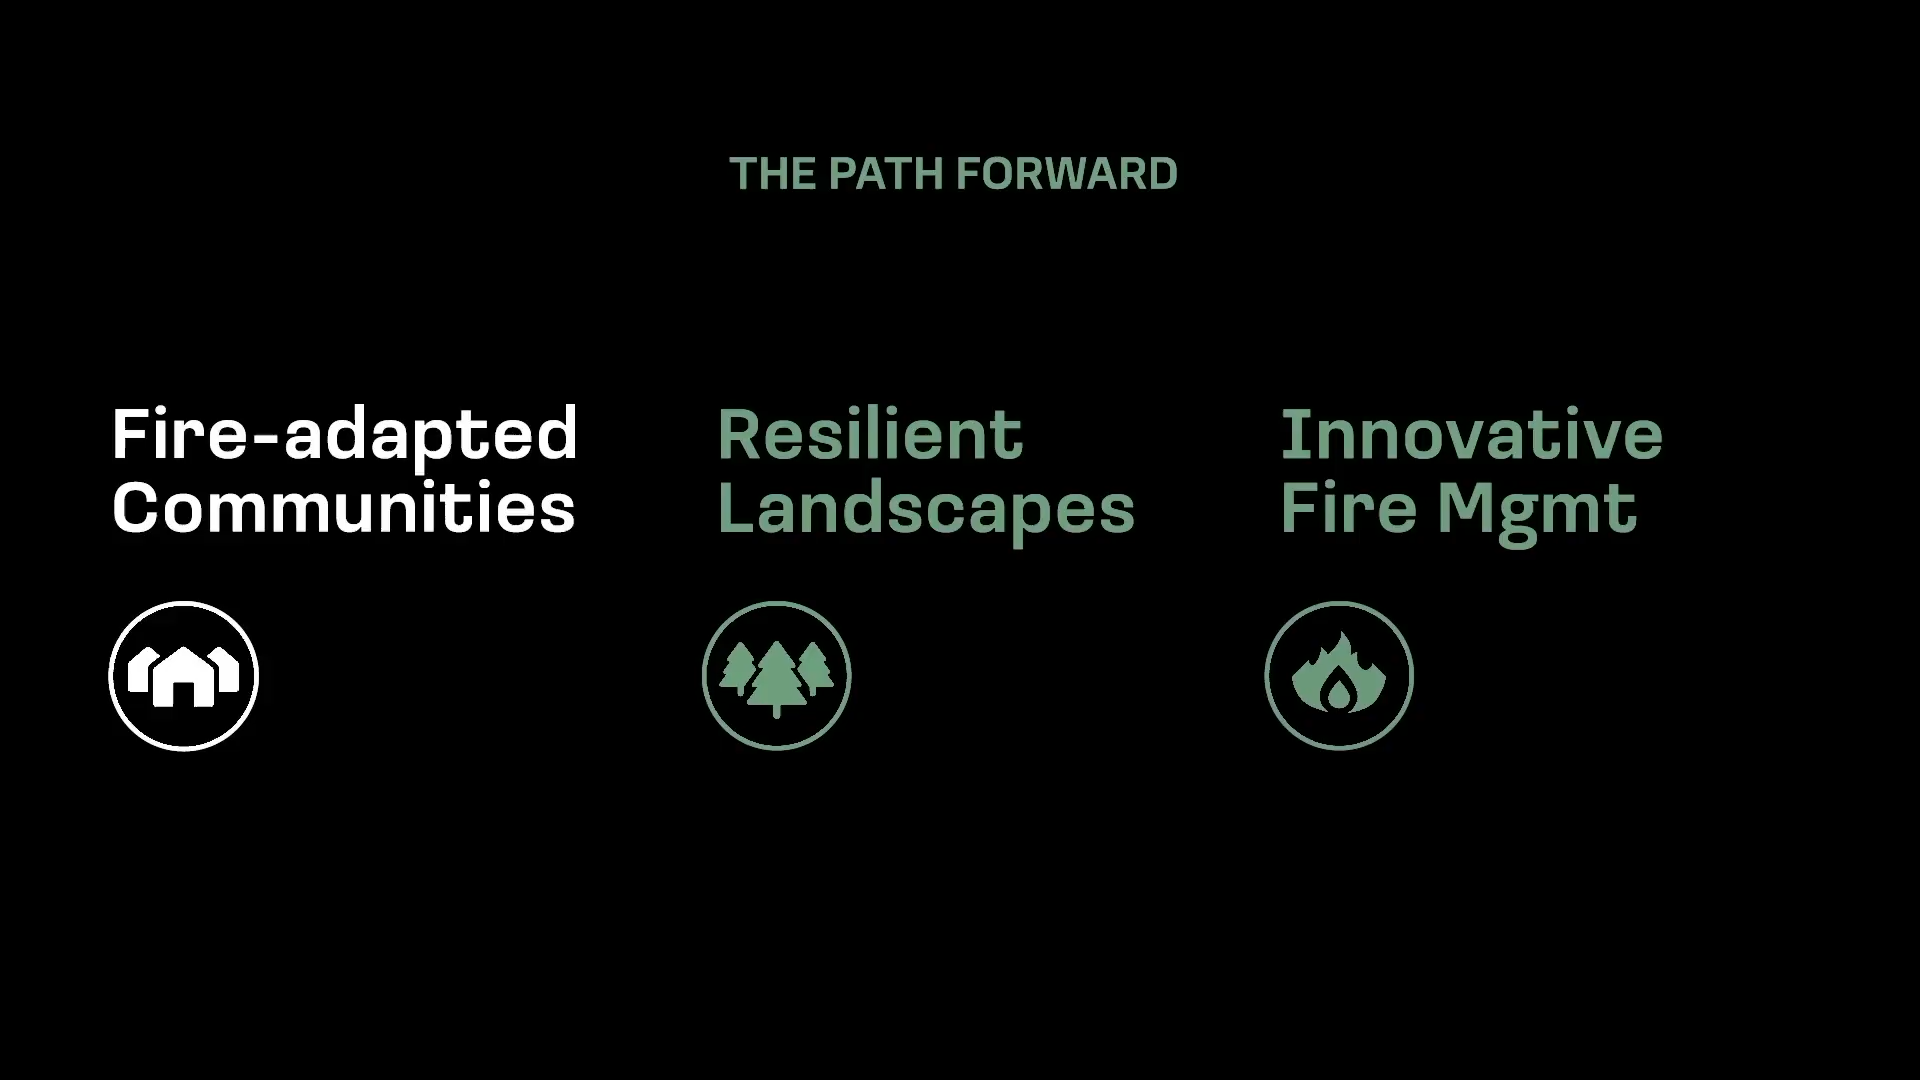 THE PATH FORWARD
Fire-adapted
Communities
Resilient
Landscapes
Innovative
Fire Mgmt